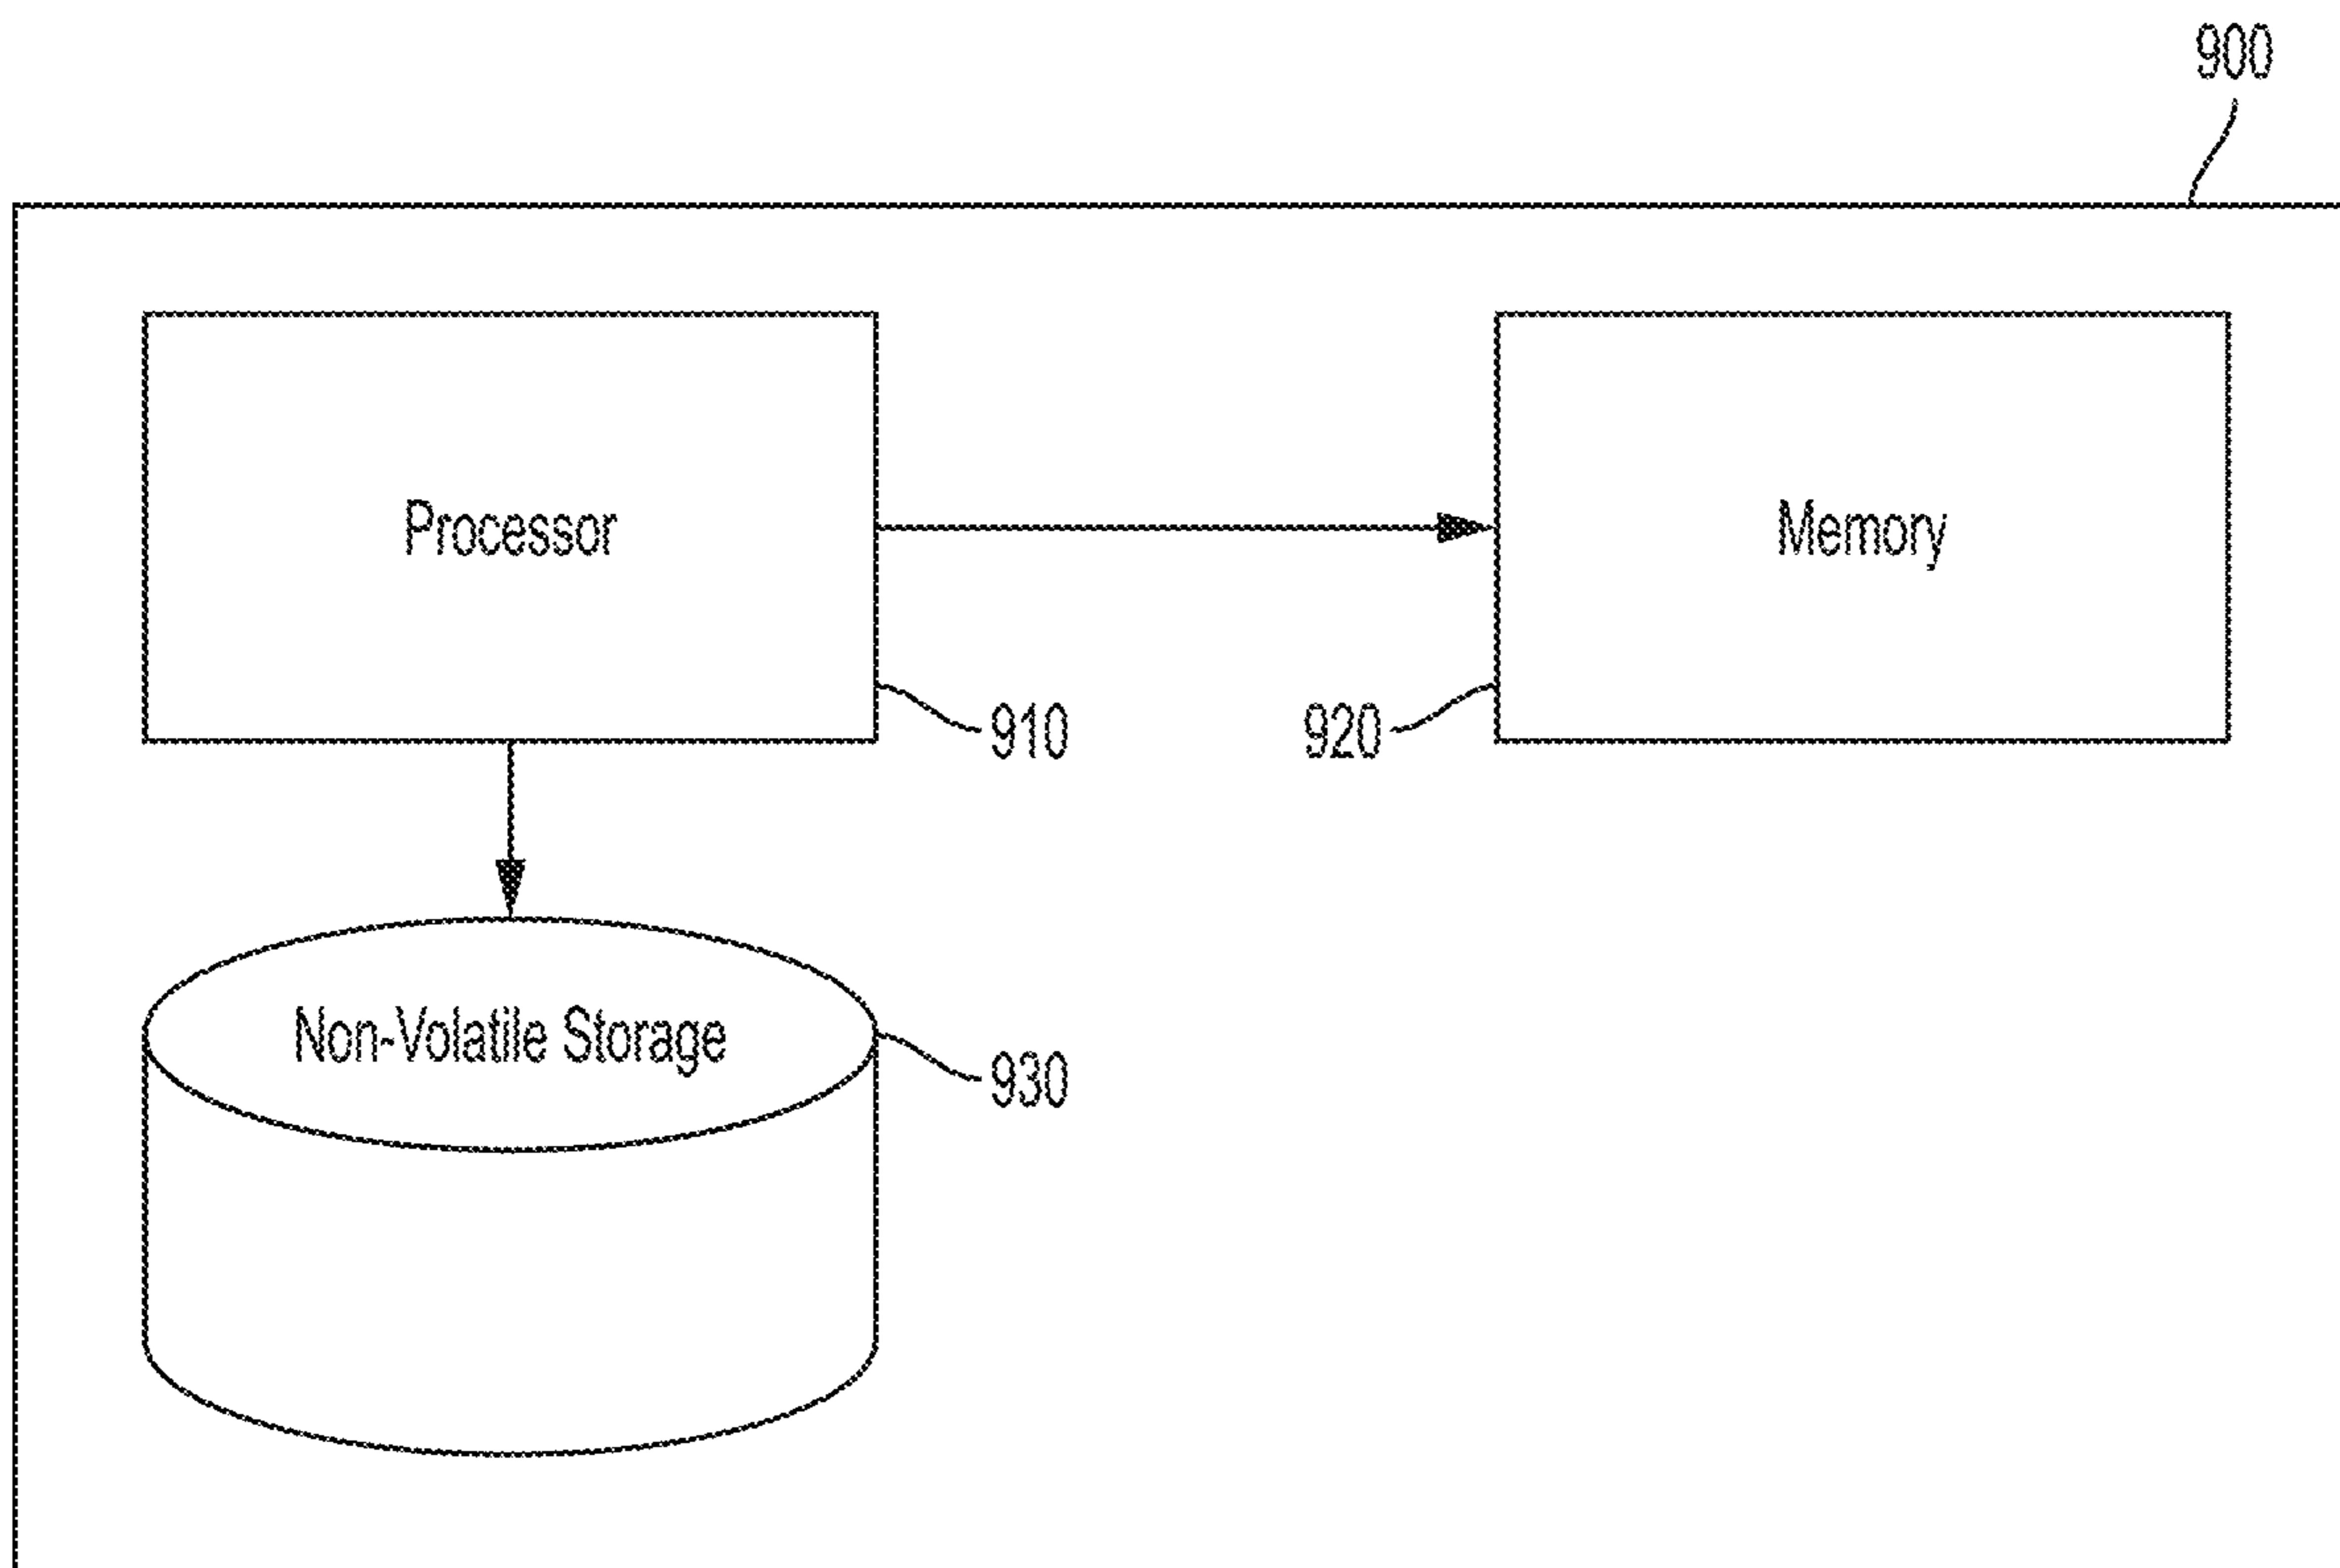 900
Processor
Memory
910
920
Non-Volatile Storage
930